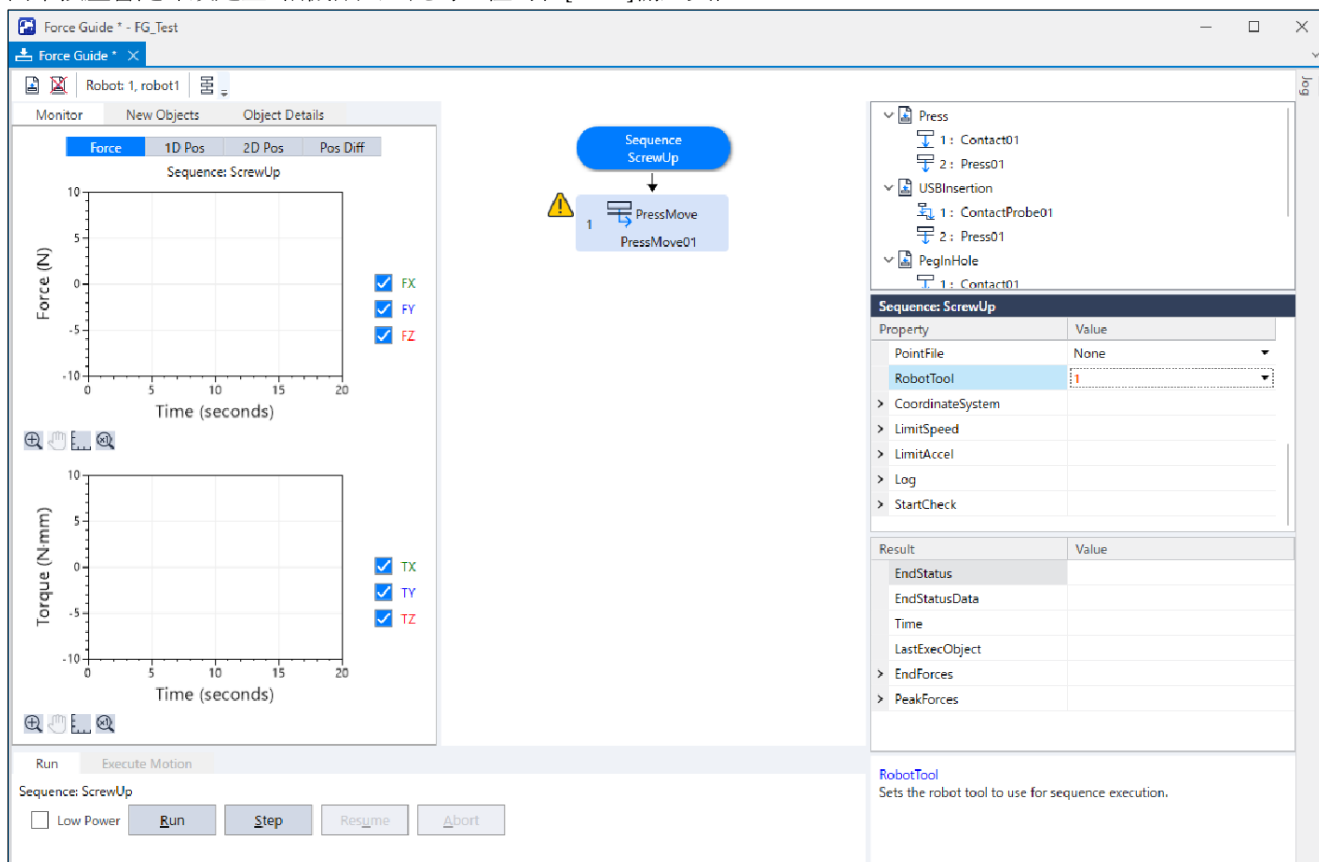 Force Guide * - FG_Test
Force Guide *
Robot: 1, robot1
Jog
Monitor New Objects Object Details
Force 1D Pos 2D Pos Pos Diff
Sequence: ScrewUp
10
5
0
-5
-10
Force (N)
0 5 10 15 20
Time (seconds)
FX
FY
FZ
10
5
0
-5
-10
Torque (N·mm)
0 5 10 15 20
Time (seconds)
TX
TY
TZ
Sequence
ScrewUp
1 PressMove
PressMove01
Press
1 : Contact01
2 : Press01
USBInsertion
1 : ContactProbe01
2 : Press01
PegInHole
1 : Contact01
Sequence: ScrewUp
Property Value
PointFile None
RobotTool 1
CoordinateSystem
LimitSpeed
LimitAccel
Log
StartCheck
Result Value
EndStatus
EndStatusData
Time
LastExecObject
EndForces
PeakForces
Run Execute Motion
Sequence: ScrewUp
Low Power Run Step Resume Abort
RobotTool
Sets the robot tool to use for sequence execution.